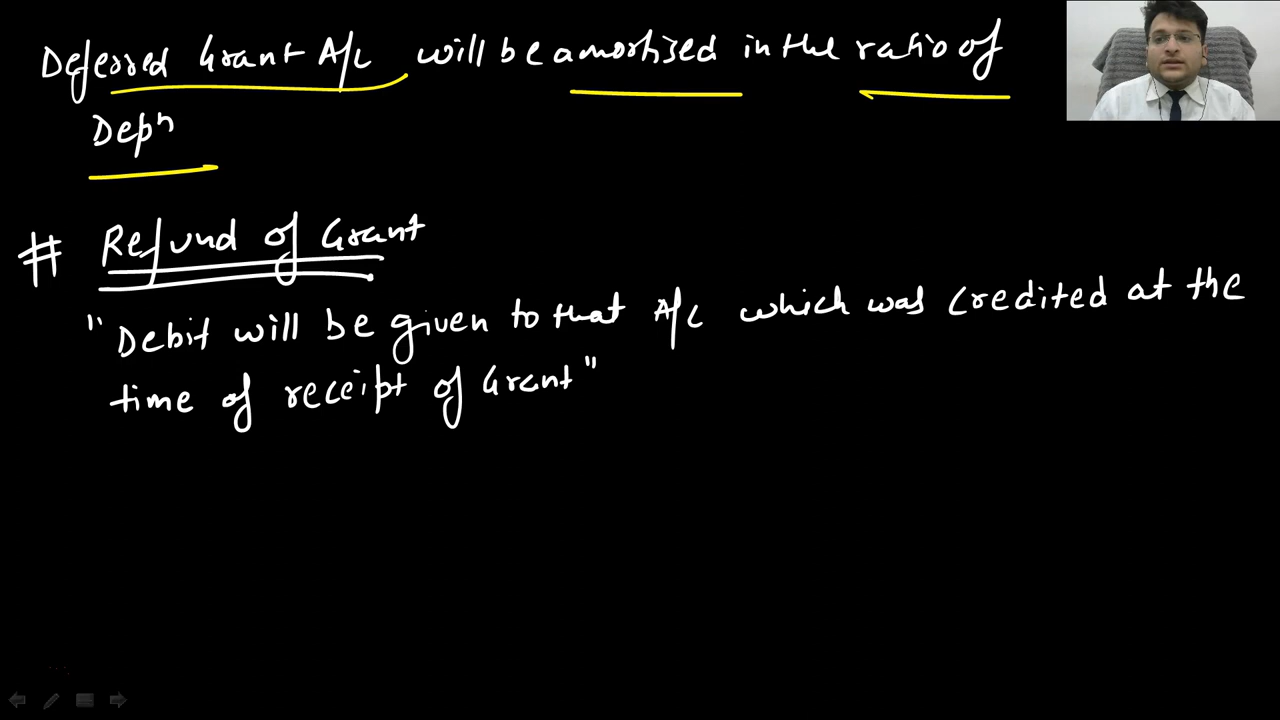 Deferred Grant A/c will be amortised in the ratio of
Depⁿ
# Refund of Grant
"Debit will be given to that A/c which was credited at the
time of receipt of Grant"